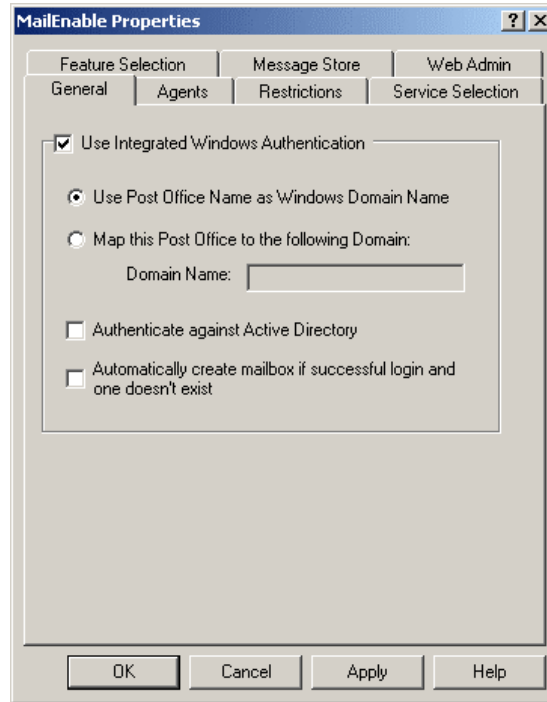 MailEnable Properties
Feature Selection Message Store Web Admin
General Agents Restrictions Service Selection
Use Integrated Windows Authentication
Use Post Office Name as Windows Domain Name
Map this Post Office to the following Domain:
Domain Name:
Authenticate against Active Directory
Automatically create mailbox if successful login and
one doesn't exist
OK Cancel Apply Help